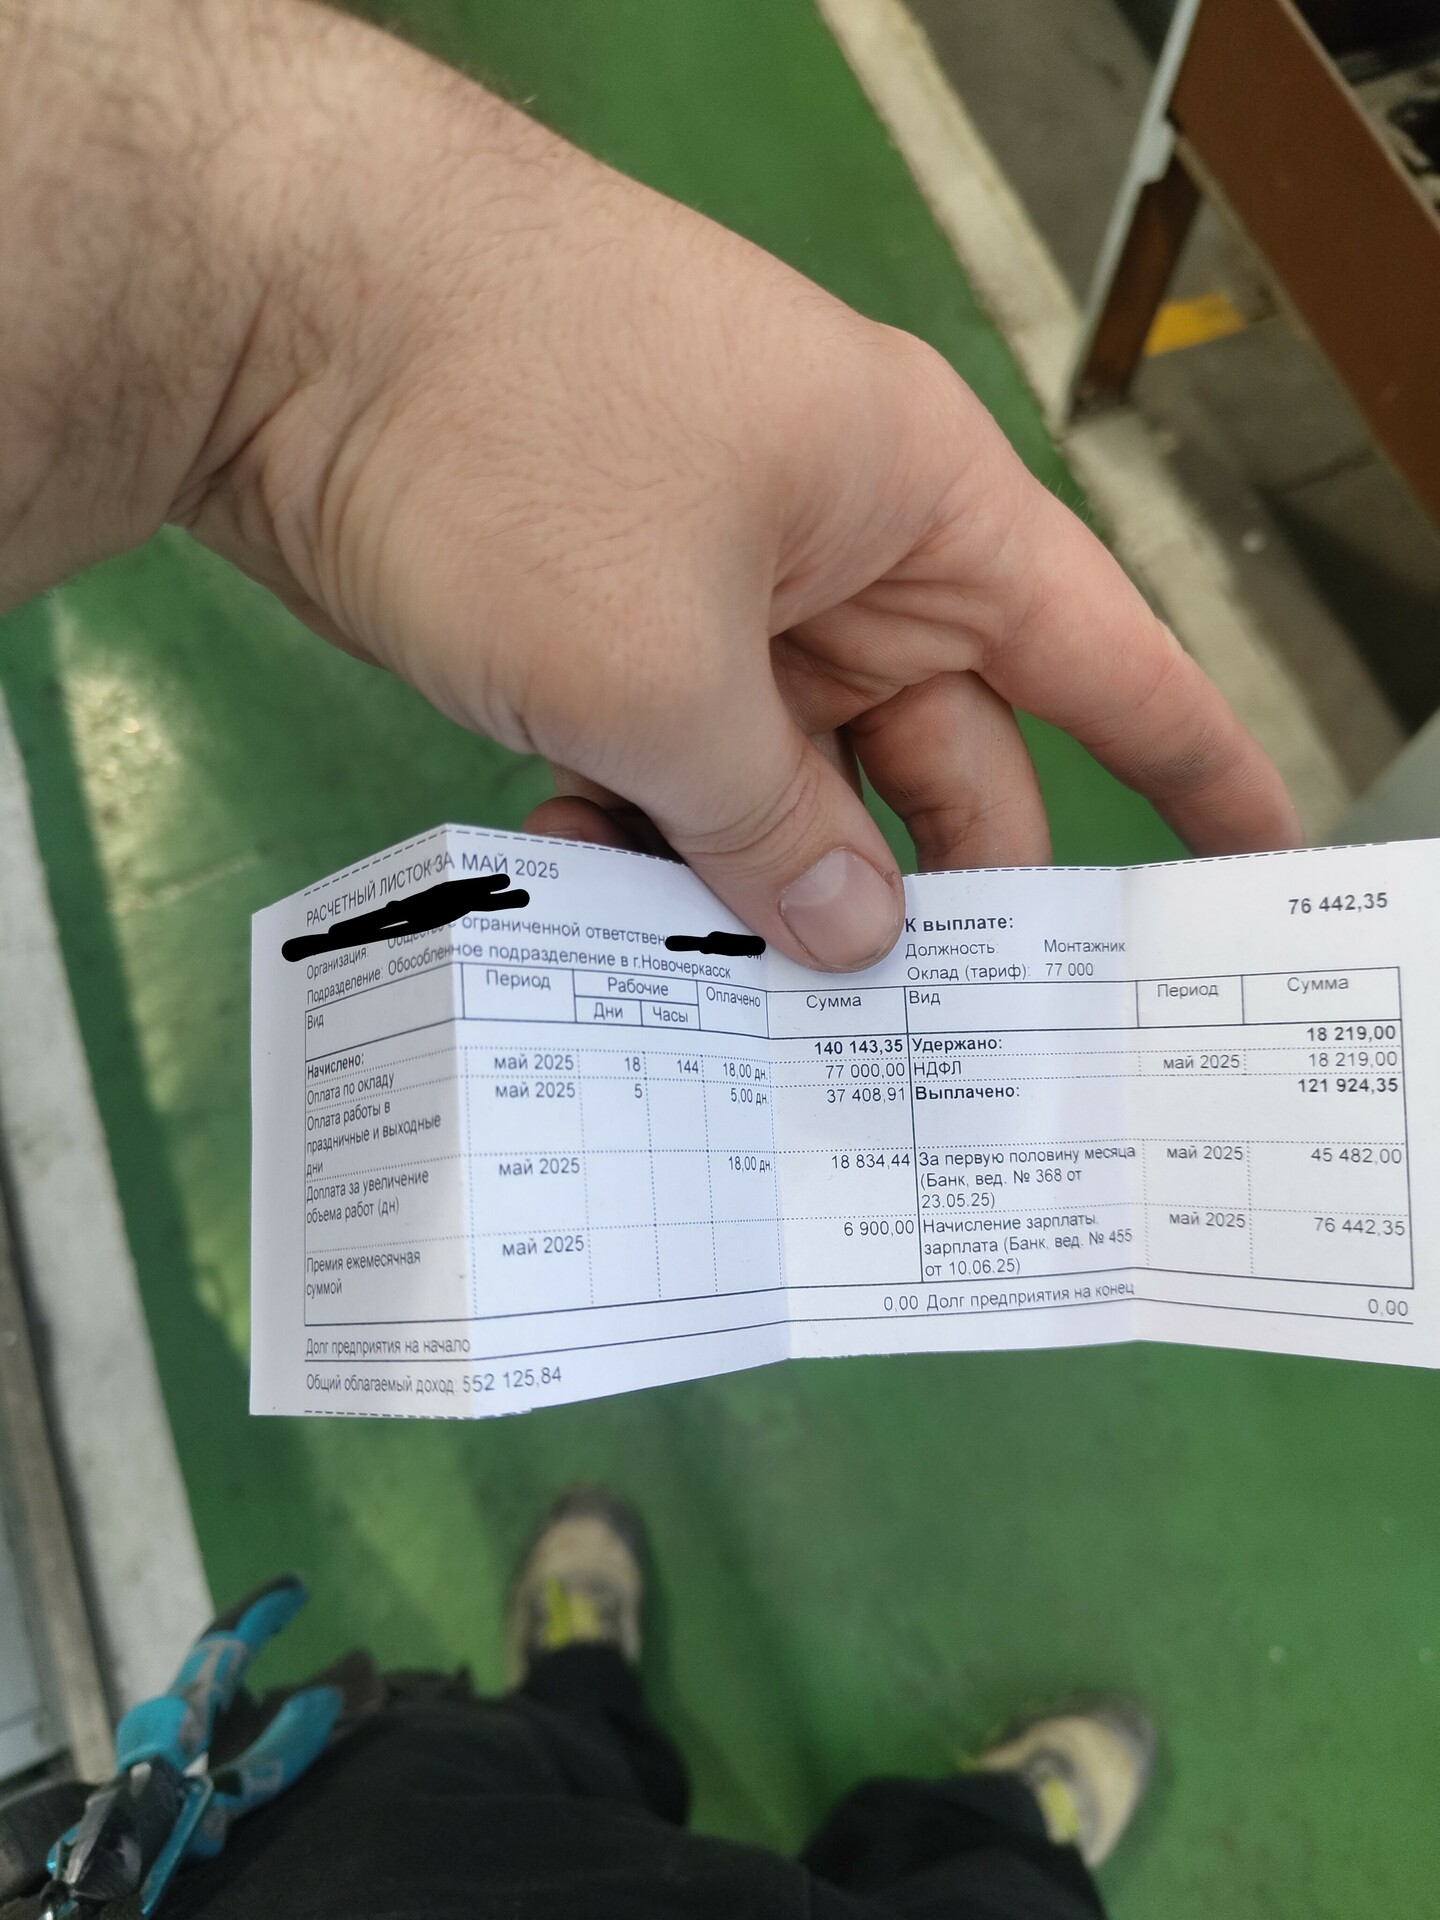 РАСЧЕТНЫЙ ЛИСТОК ЗА МАЙ 2025
Организация: Общество с ограниченной ответствен
Подразделение: Обособленное подразделение в г.Новочеркасск
К выплате: 76 442,35
Должность: Монтажник
Оклад (тариф): 77 000
Вид Период Рабочие Оплачено Сумма Вид Период Сумма
Дни Часы
Начислено: 140 143,35 Удержано: 18 219,00
Оплата по окладу май 2025 18 144 18,00 дн. 77 000,00 НДФЛ май 2025 18 219,00
Оплата работы в май 2025 5 5,00 дн. 37 408,91 Выплачено: 121 924,35
праздничные и выходные
дни
Доплата за увеличение май 2025 18,00 дн. 18 834,44 За первую половину месяца май 2025 45 482,00
объема работ (дн) (Банк, вед. № 368 от
23.05.25)
Премия ежемесячная май 2025 6 900,00 Начисление зарплаты. май 2025 76 442,35
суммой зарплата (Банк, вед. № 455
от 10.06.25)
Долг предприятия на начало 0,00 Долг предприятия на конец 0,00
Общий облагаемый доход: 552 125,84